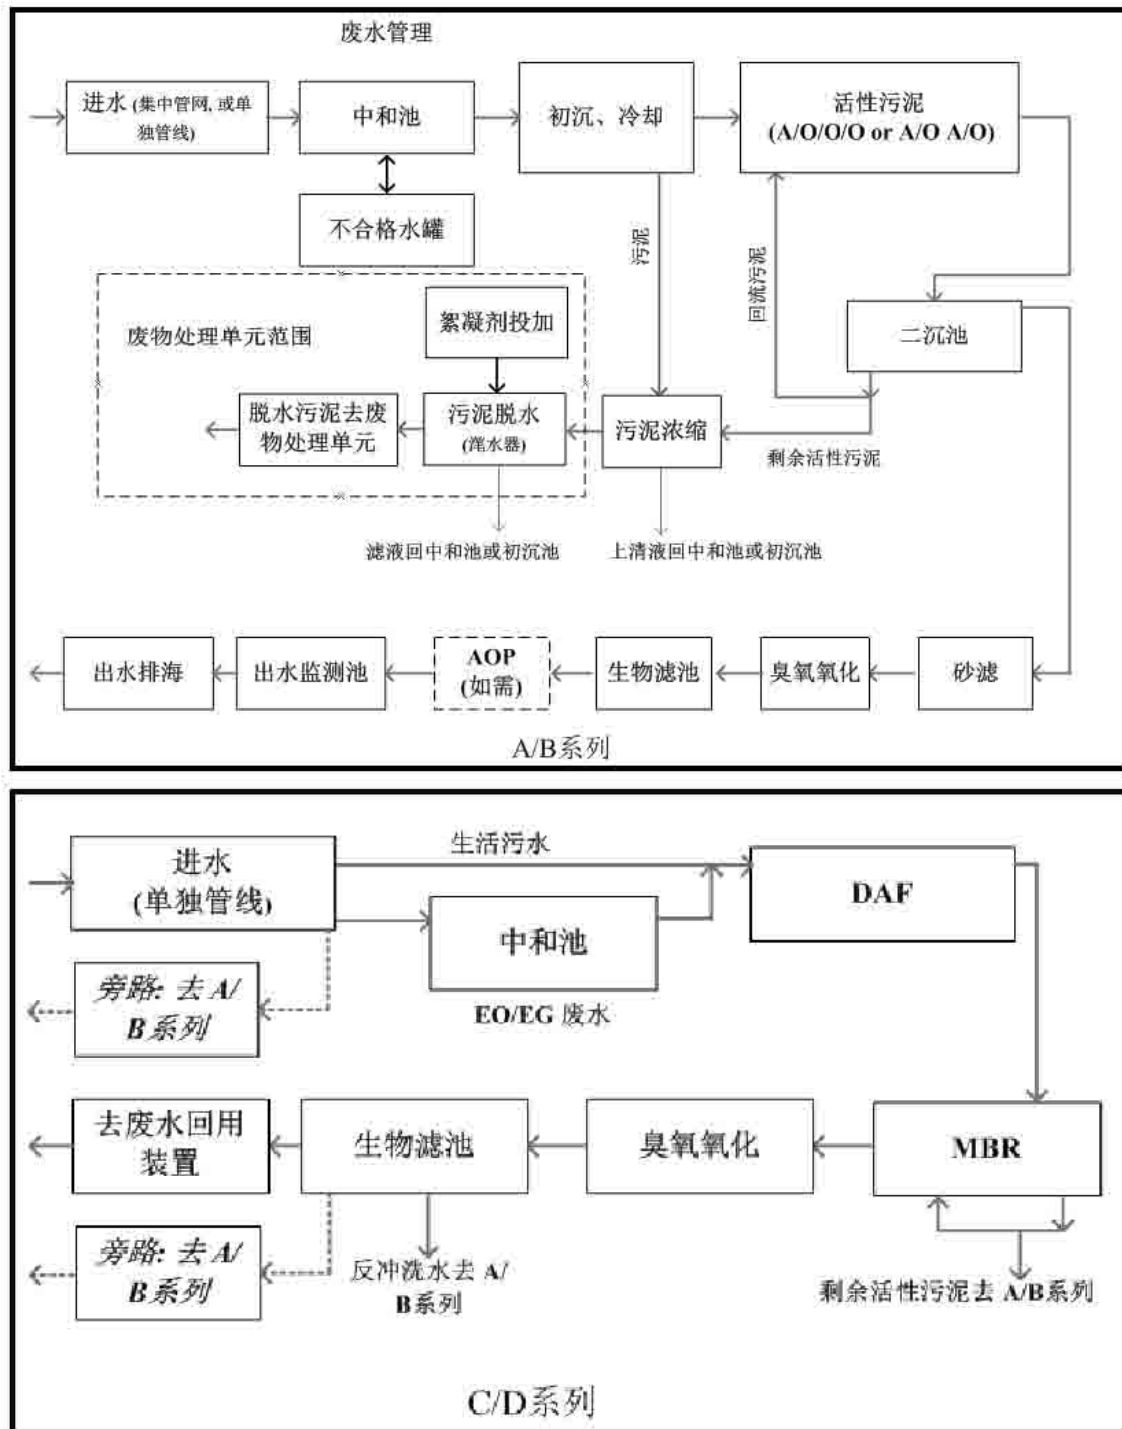 废水管理
进水 (集中管网, 或单
独管线)
中和池
初沉、冷却
活性污泥
(A/O/O/O or A/O A/O)
不合格水罐
污泥
回流污泥
二沉池
废物处理单元范围
絮凝剂投加
脱水污泥去废
物处理单元
污泥脱水
(滗水器)
污泥浓缩
剩余活性污泥
滤液回中和池或初沉池
上清液回中和池或初沉池
出水排海
出水监测池
AOP
(如需)
生物滤池
臭氧氧化
砂滤
A/B系列
进水
(单独管线)
生活污水
DAF
中和池
旁路: 去 A/
B系列
EO/EG 废水
去废水回用
装置
生物滤池
臭氧氧化
MBR
旁路: 去 A/
B系列
反冲洗水去 A/
B系列
剩余活性污泥去 A/B系列
C/D系列